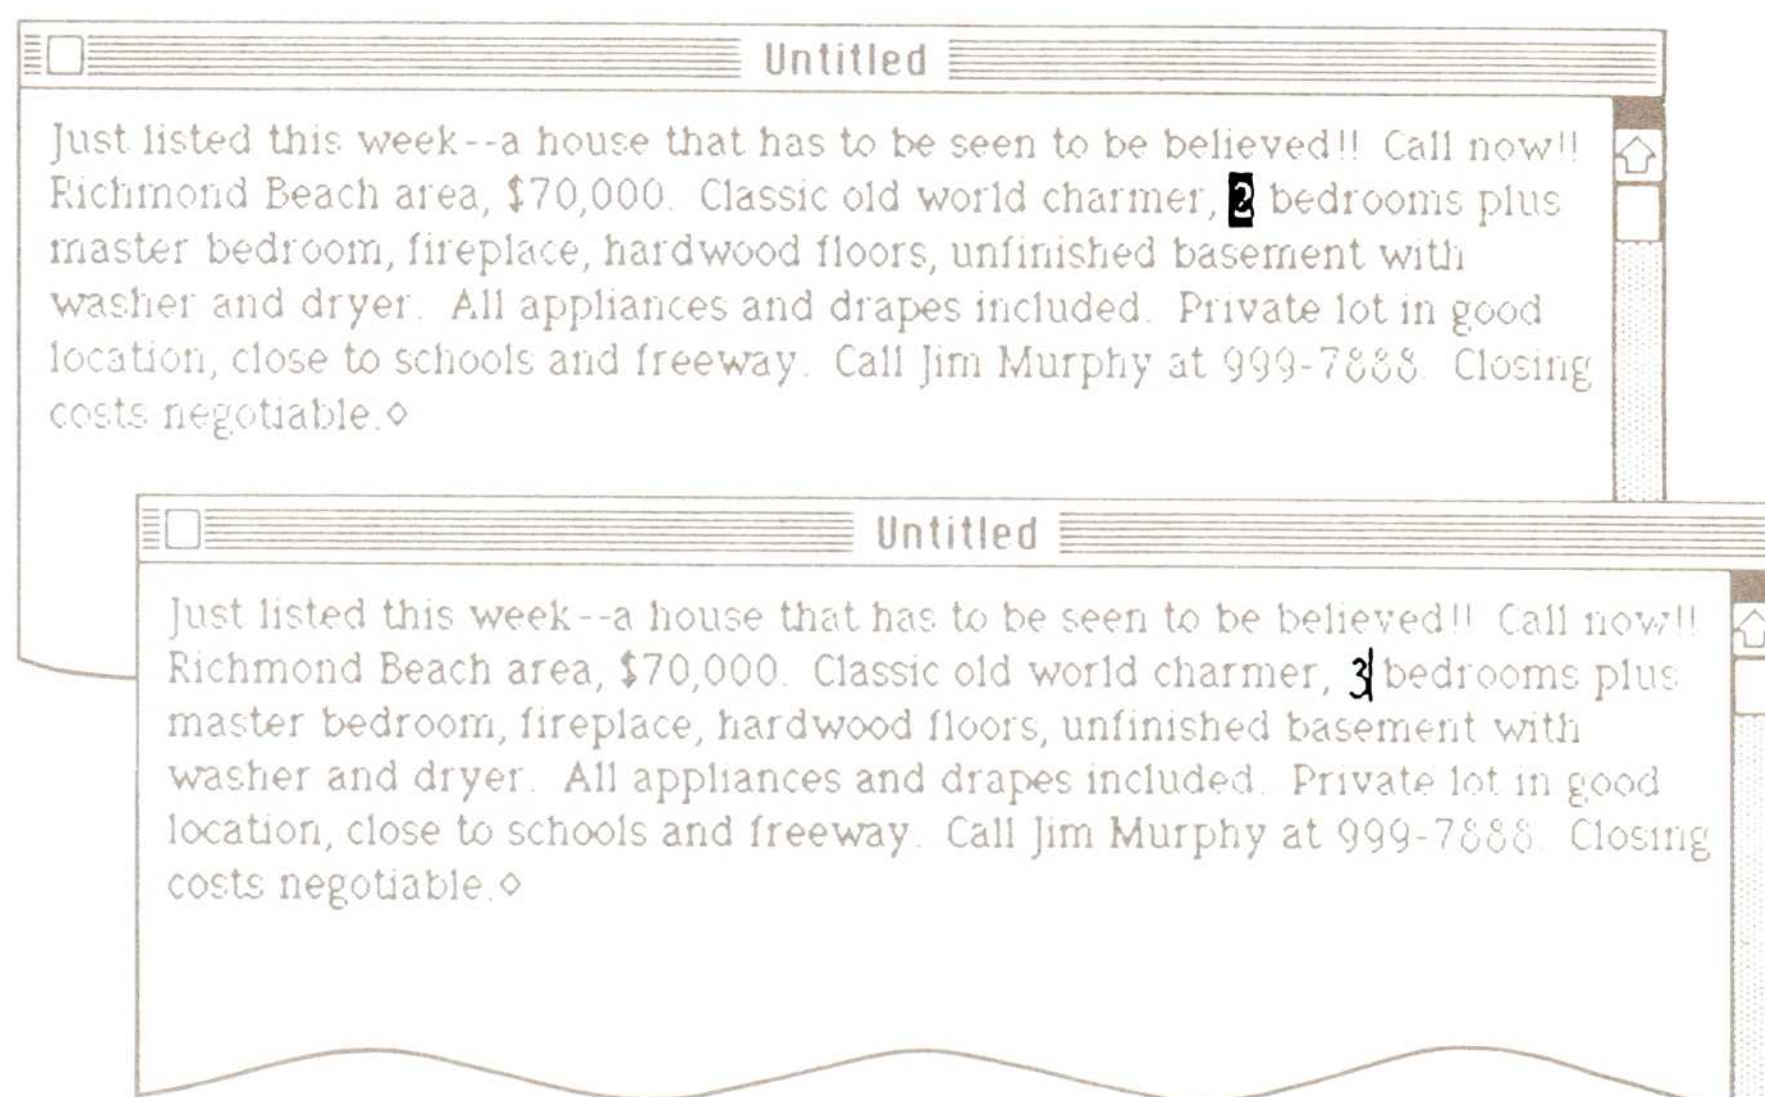 Untitled
Just listed this week--a house that has to be seen to be believed!! Call now!!
Richmond Beach area, $70,000. Classic old world charmer, 2 bedrooms plus
master bedroom, fireplace, hardwood floors, unfinished basement with
washer and dryer. All appliances and drapes included. Private lot in good
location, close to schools and freeway. Call Jim Murphy at 999-7888. Closing
costs negotiable.◇
Untitled
Just listed this week--a house that has to be seen to be believed!! Call now!!
Richmond Beach area, $70,000. Classic old world charmer, 3 bedrooms plus
master bedroom, fireplace, hardwood floors, unfinished basement with
washer and dryer. All appliances and drapes included. Private lot in good
location, close to schools and freeway. Call Jim Murphy at 999-7888. Closing
costs negotiable.◇